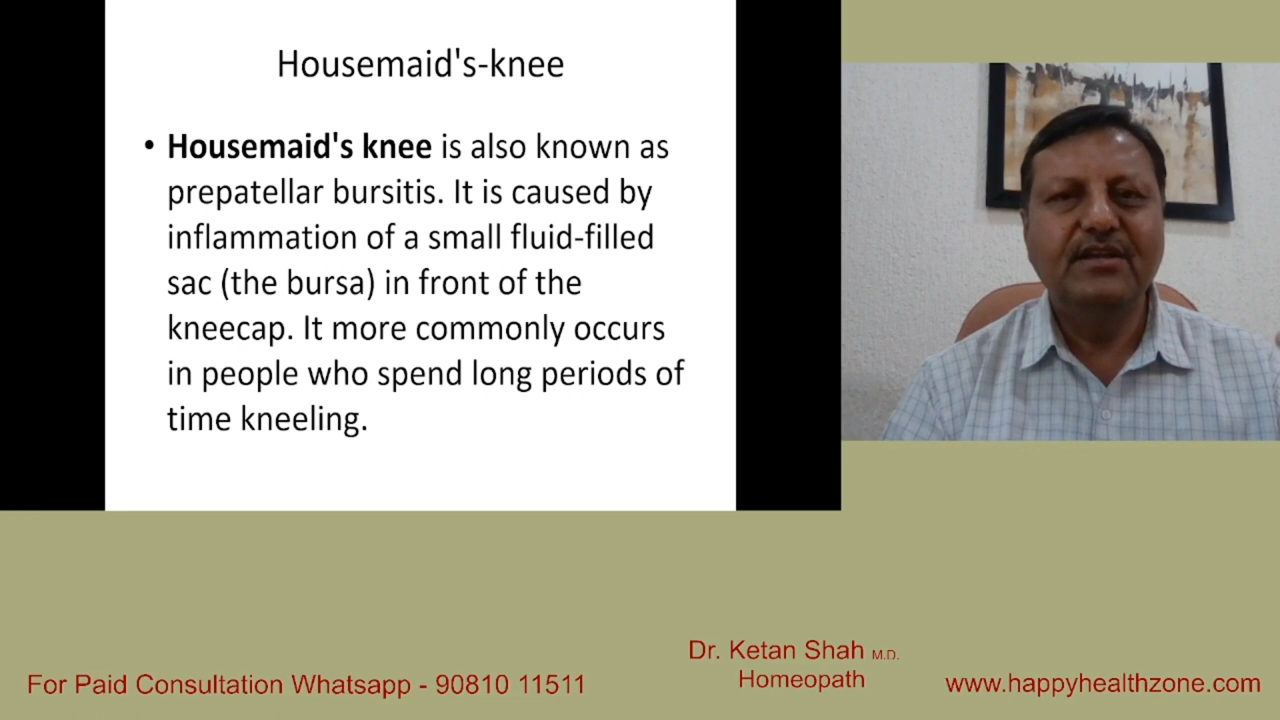 Housemaid's-knee
• Housemaid's knee is also known as
prepatellar bursitis. It is caused by
inflammation of a small fluid-filled
sac (the bursa) in front of the
kneecap. It more commonly occurs
in people who spend long periods of
time kneeling.
Dr. Ketan Shah M.D.
Homeopath
For Paid Consultation Whatsapp - 90810 11511
www.happyhealthzone.com